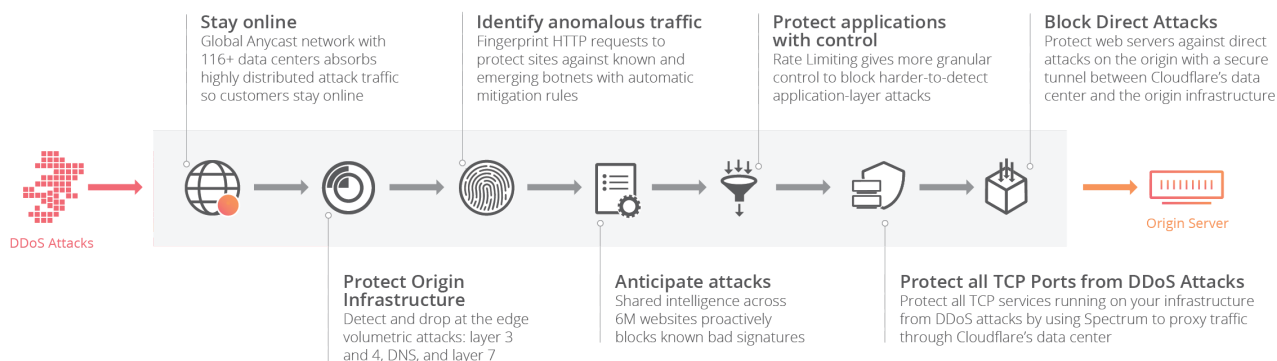 Stay online
Global Anycast network with
116+ data centers absorbs
highly distributed attack traffic
so customers stay online
Identify anomalous traffic
Fingerprint HTTP requests to
protect sites against known and
emerging botnets with automatic
mitigation rules
Protect applications
with control
Rate Limiting gives more granular
control to block harder-to-detect
application-layer attacks
Block Direct Attacks
Protect web servers against direct
attacks on the origin with a secure
tunnel between Cloudflare's data
center and the origin infrastructure
DDoS Attacks
Origin Server
Protect Origin
Infrastructure
Detect and drop at the edge
volumetric attacks: layer 3
and 4, DNS, and layer 7
Anticipate attacks
Shared intelligence across
6M websites proactively
blocks known bad signatures
Protect all TCP Ports from DDoS Attacks
Protect all TCP services running on your infrastructure
from DDoS attacks by using Spectrum to proxy traffic
through Cloudflare's data center